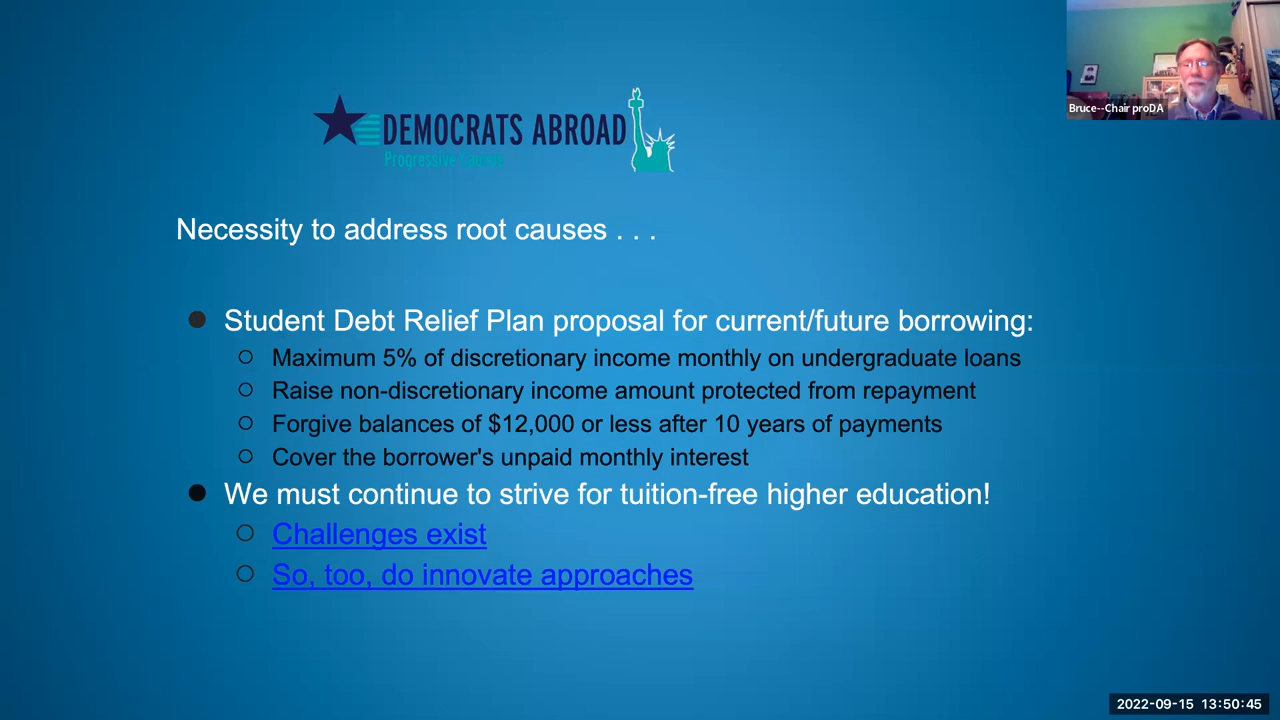 Bruce--Chair proDA
DEMOCRATS ABROAD
Progressive Caucus
Necessity to address root causes . . .
Student Debt Relief Plan proposal for current/future borrowing:
Maximum 5% of discretionary income monthly on undergraduate loans
Raise non-discretionary income amount protected from repayment
Forgive balances of $12,000 or less after 10 years of payments
Cover the borrower's unpaid monthly interest
We must continue to strive for tuition-free higher education!
Challenges exist
So, too, do innovate approaches
2022-09-15 13:50:45